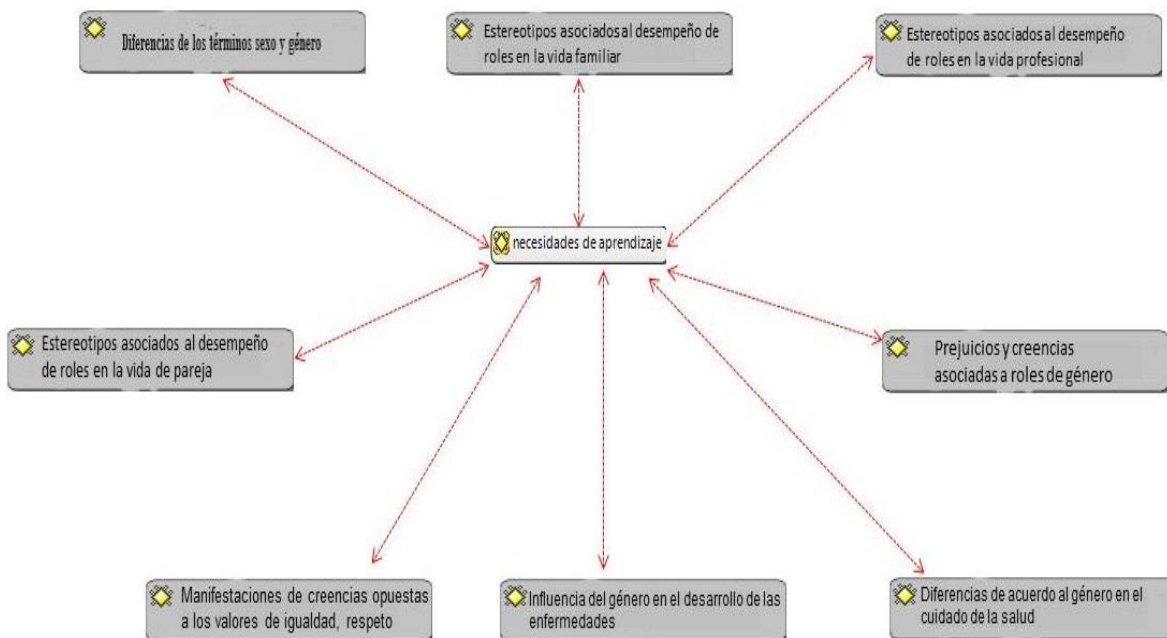 Diferencias de los términos sexo y género
Estereotipos asociados al desempeño de
roles en la vida familiar
Estereotipos asociados al desempeño
de roles en la vida profesional
necesidades de aprendizaje
Estereotipos asociados al desempeño
de roles en la vida de pareja
Prejuicios y creencias
asociadas a roles de género
Manifestaciones de creencias opuestas
a los valores de igualdad, respeto
Influencia del género en el desarrollo de las
enfermedades
Diferencias de acuerdo al género en el
cuidado de la salud